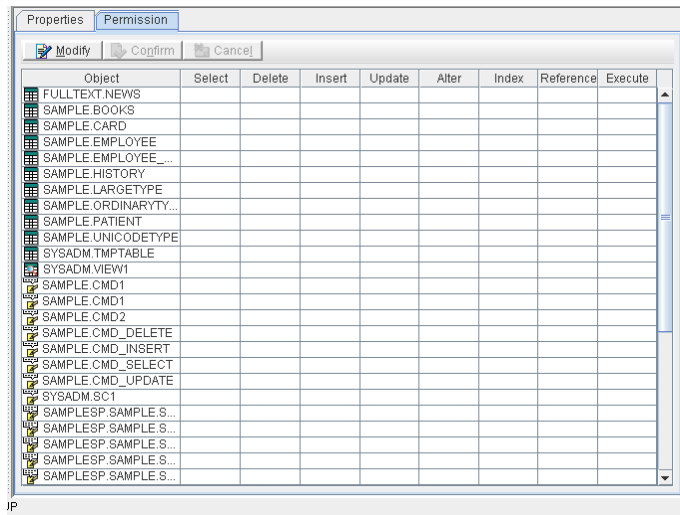 Properties Permission
Modify Confirm Cancel
Object Select Delete Insert Update Alter Index Reference Execute
FULLTEXT.NEWS
SAMPLE.BOOKS
SAMPLE.CARD
SAMPLE.EMPLOYEE
SAMPLE.EMPLOYEE_...
SAMPLE.HISTORY
SAMPLE.LARGETYPE
SAMPLE.ORDINARYTY...
SAMPLE.PATIENT
SAMPLE.UNICODETYPE
SYSADM.TMPTABLE
SYSADM.VIEW1
SAMPLE.CMD1
SAMPLE.CMD1
SAMPLE.CMD2
SAMPLE.CMD_DELETE
SAMPLE.CMD_INSERT
SAMPLE.CMD_SELECT
SAMPLE.CMD_UPDATE
SYSADM.SC1
SAMPLESP.SAMPLE.S...
SAMPLESP.SAMPLE.S...
SAMPLESP.SAMPLE.S...
SAMPLESP.SAMPLE.S...
SAMPLESP.SAMPLE.S...